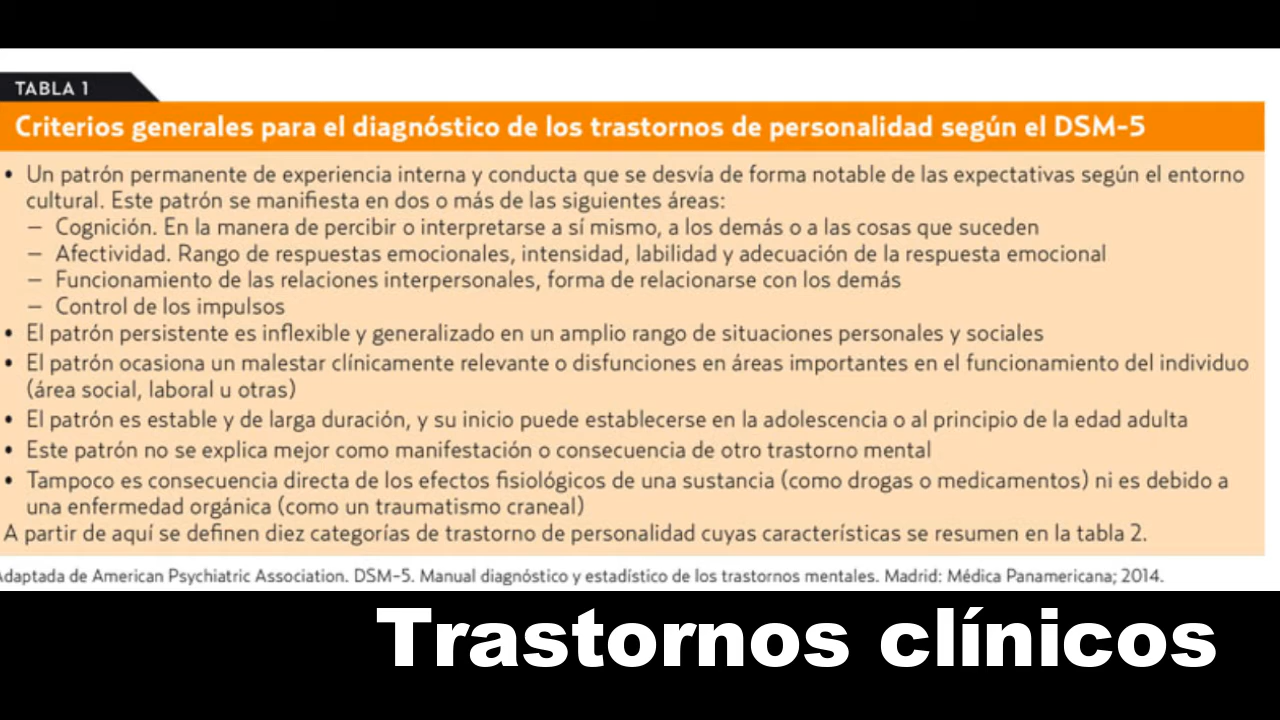 TABLA 1
Criterios generales para el diagnóstico de los trastornos de personalidad según el DSM-5
• Un patrón permanente de experiencia interna y conducta que se desvía de forma notable de las expectativas según el entorno
cultural. Este patrón se manifiesta en dos o más de las siguientes áreas:
– Cognición. En la manera de percibir o interpretarse a sí mismo, a los demás o a las cosas que suceden
– Afectividad. Rango de respuestas emocionales, intensidad, labilidad y adecuación de la respuesta emocional
– Funcionamiento de las relaciones interpersonales, forma de relacionarse con los demás
– Control de los impulsos
• El patrón persistente es inflexible y generalizado en un amplio rango de situaciones personales y sociales
• El patrón ocasiona un malestar clínicamente relevante o disfunciones en áreas importantes en el funcionamiento del individuo
(área social, laboral u otras)
• El patrón es estable y de larga duración, y su inicio puede establecerse en la adolescencia o al principio de la edad adulta
• Este patrón no se explica mejor como manifestación o consecuencia de otro trastorno mental
• Tampoco es consecuencia directa de los efectos fisiológicos de una sustancia (como drogas o medicamentos) ni es debido a
una enfermedad orgánica (como un traumatismo craneal)
A partir de aquí se definen diez categorías de trastorno de personalidad cuyas características se resumen en la tabla 2.
Adaptada de American Psychiatric Association. DSM-5. Manual diagnóstico y estadístico de los trastornos mentales. Madrid: Médica Panamericana; 2014.
Trastornos clínicos